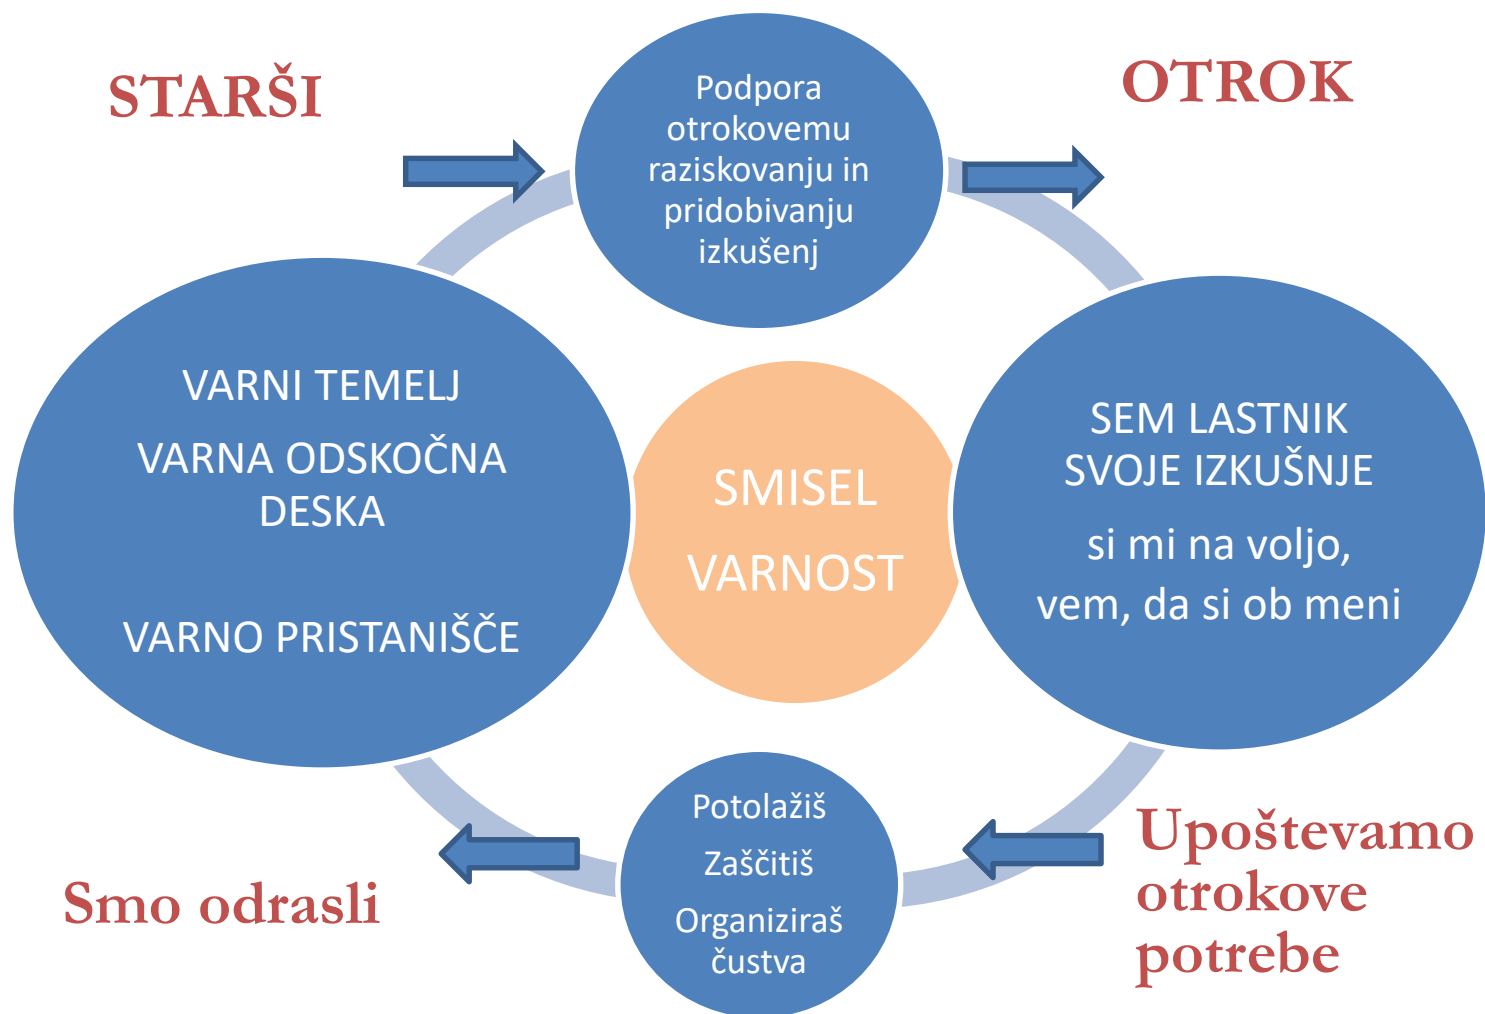 STARŠI
OTROK
Podpora
otrokovemu
raziskovanju in
pridobivanju
izkušenj
VARNI TEMELJ
VARNA ODSKOČNA
DESKA
VARNO PRISTANIŠČE
SMISEL
VARNOST
SEM LASTNIK
SVOJE IZKUŠNJE
si mi na voljo,
vem, da si ob meni
Potolažiš
Zaščitiš
Organiziraš
čustva
Smo odrasli
Upoštevamo
otrokove
potrebe